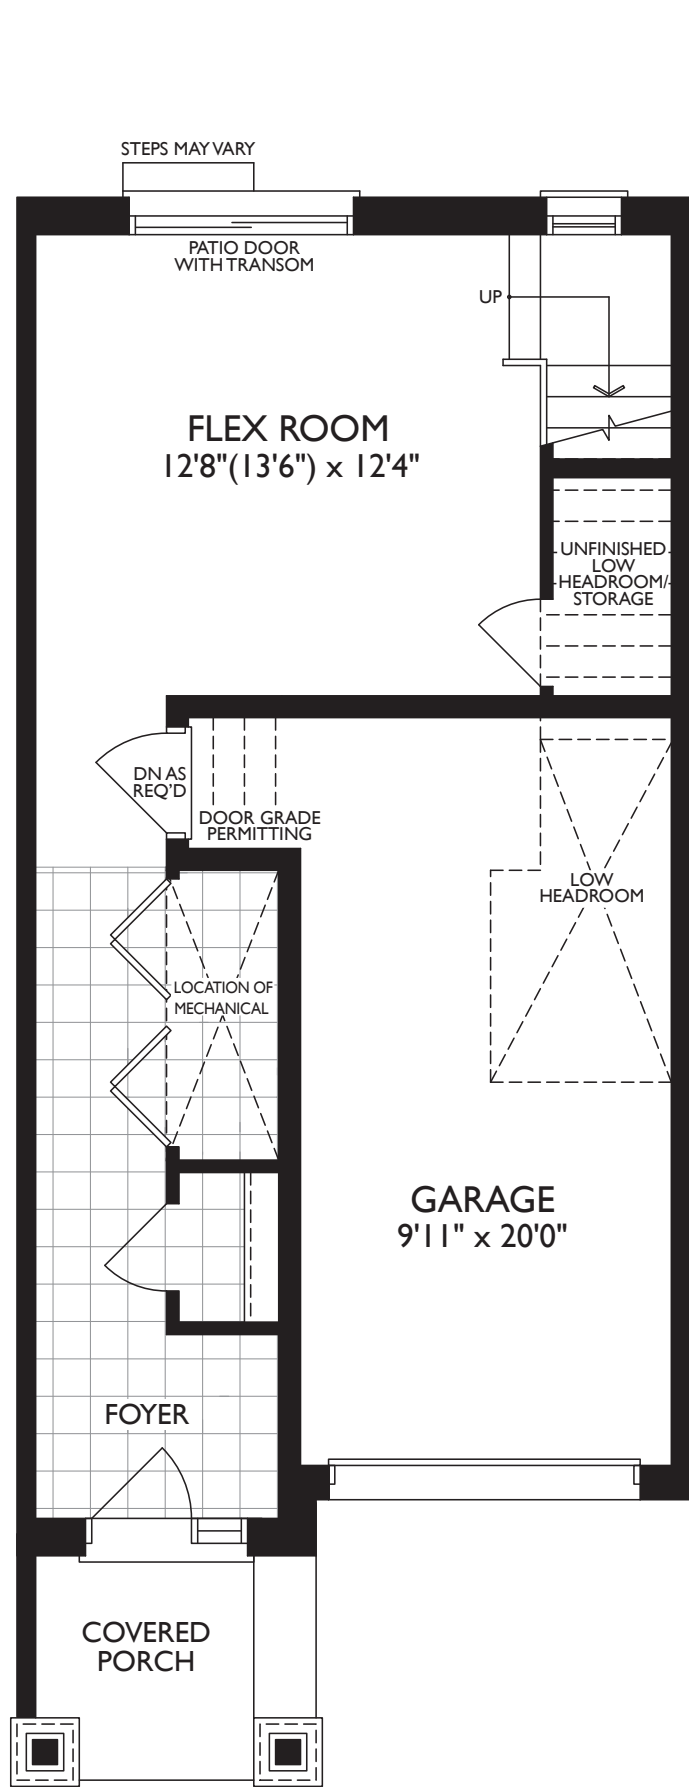 STEPS MAY VARY
PATIO DOOR
WITH TRANSOM
UP
FLEX ROOM
12'8"(13'6") x 12'4"
UNFINISHED
LOW
HEADROOM/
STORAGE
DN AS
REQ'D
DOOR GRADE
PERMITTING
LOW
HEADROOM
LOCATION OF
MECHANICAL
GARAGE
9'11" x 20'0"
FOYER
COVERED
PORCH